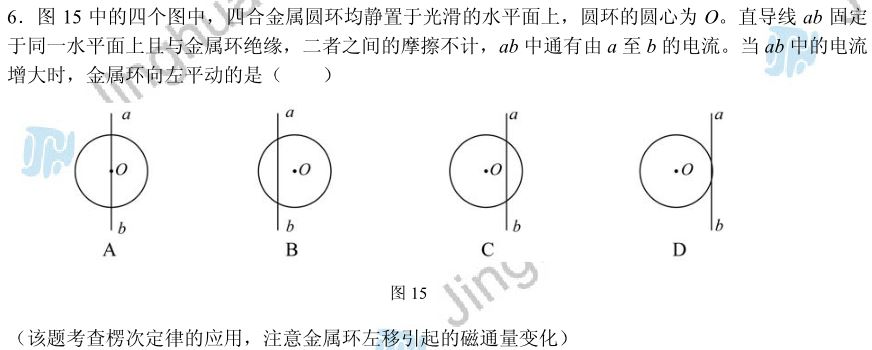 6．图 15 中的四个图中，四合金属圆环均静置于光滑的水平面上，圆环的圆心为 O。直导线 ab 固定
于同一水平面上且与金属环绝缘，二者之间的摩擦不计，ab 中通有由 a 至 b 的电流。当 ab 中的电流
增大时，金属环向左平动的是（　　）
a a a a
O O O O
b b b b
A B C D
图 15
（该题考查楞次定律的应用，注意金属环左移引起的磁通量变化）